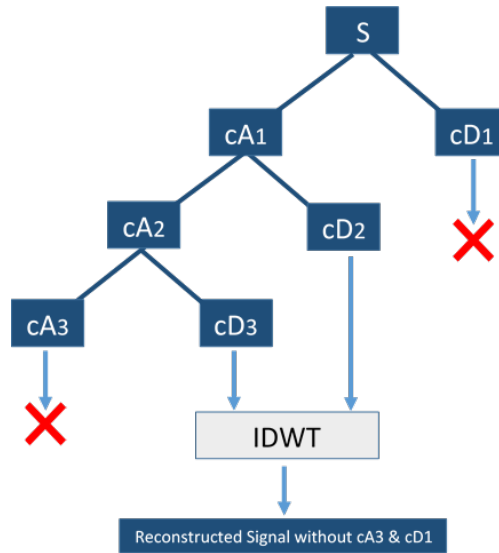 S
cA1
cD1
cA2
cD2
cA3
cD3
IDWT
Reconstructed Signal without cA3 & cD1